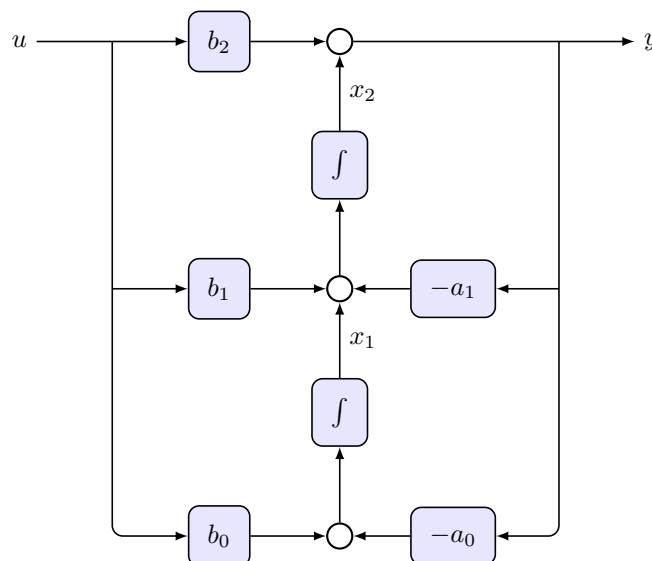 u b₂ y
x₂
∫
b₁ −a₁
x₁
∫
b₀ −a₀